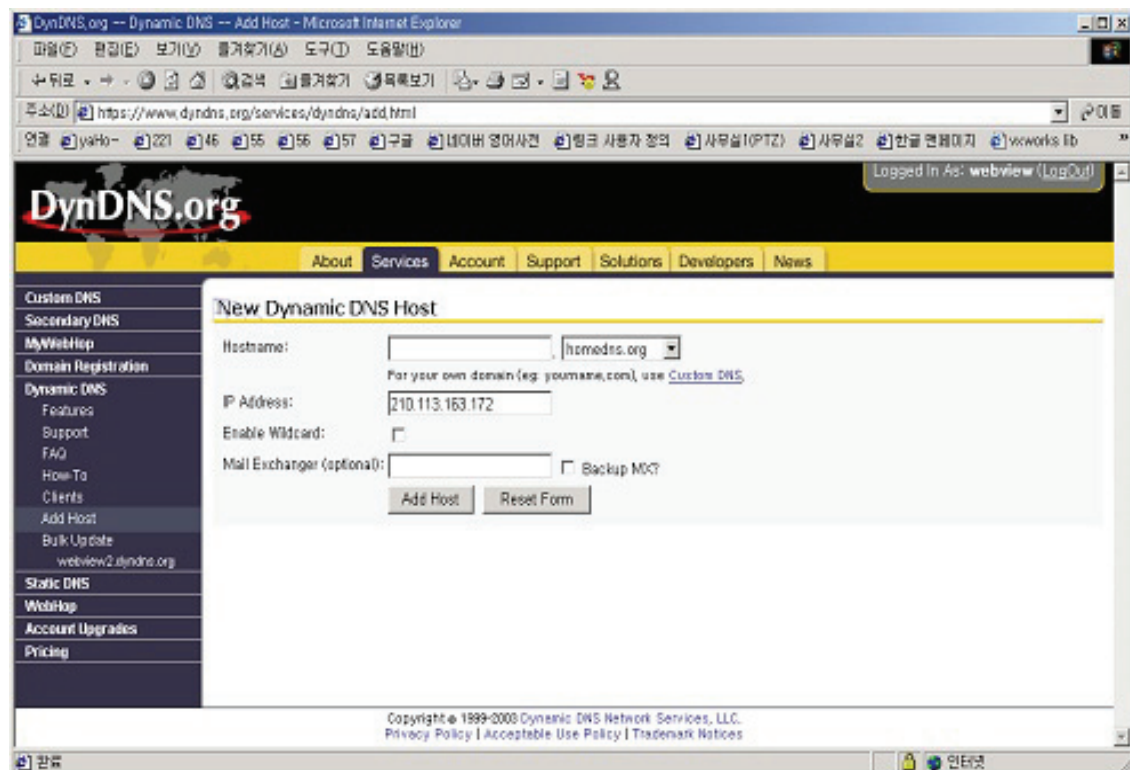 DynDNS,org -- Dynamic DNS -- Add Host - Microsoft Internet Explorer
파일(F) 편집(E) 보기(V) 즐겨찾기(A) 도구(T) 도움말(H)
뒤로 검색 즐겨찾기 목록보기
주소(D) https://www,dyndns,org/services/dyndns/add,html 이동
연결 yaHo~ 221 46 55 56 57 구글 네이버 영어사전 링크 사용자 정의 사무실1(PTZ) 사무실2 한글 맨페이지 vxworks lib »
Logged In As: webview (LogOut)
DynDNS.org
About Services Account Support Solutions Developers News
Custom DNS
Secondary DNS
MyWebHop
Domain Registration
Dynamic DNS
Features
Support
FAQ
How-To
Clients
Add Host
Bulk Update
webview2.dyndns.org
Static DNS
WebHop
Account Upgrades
Pricing
New Dynamic DNS Host
Hostname: . homedns.org
For your own domain (eg: yourname,com), use Custom DNS,
IP Address: 210.113.163.172
Enable Wildcard:
Mail Exchanger (optional): Backup MX?
Add Host Reset Form
Copyright © 1999-2003 Dynamic DNS Network Services, LLC.
Privacy Policy | Acceptable Use Policy | Trademark Notices
완료 인터넷